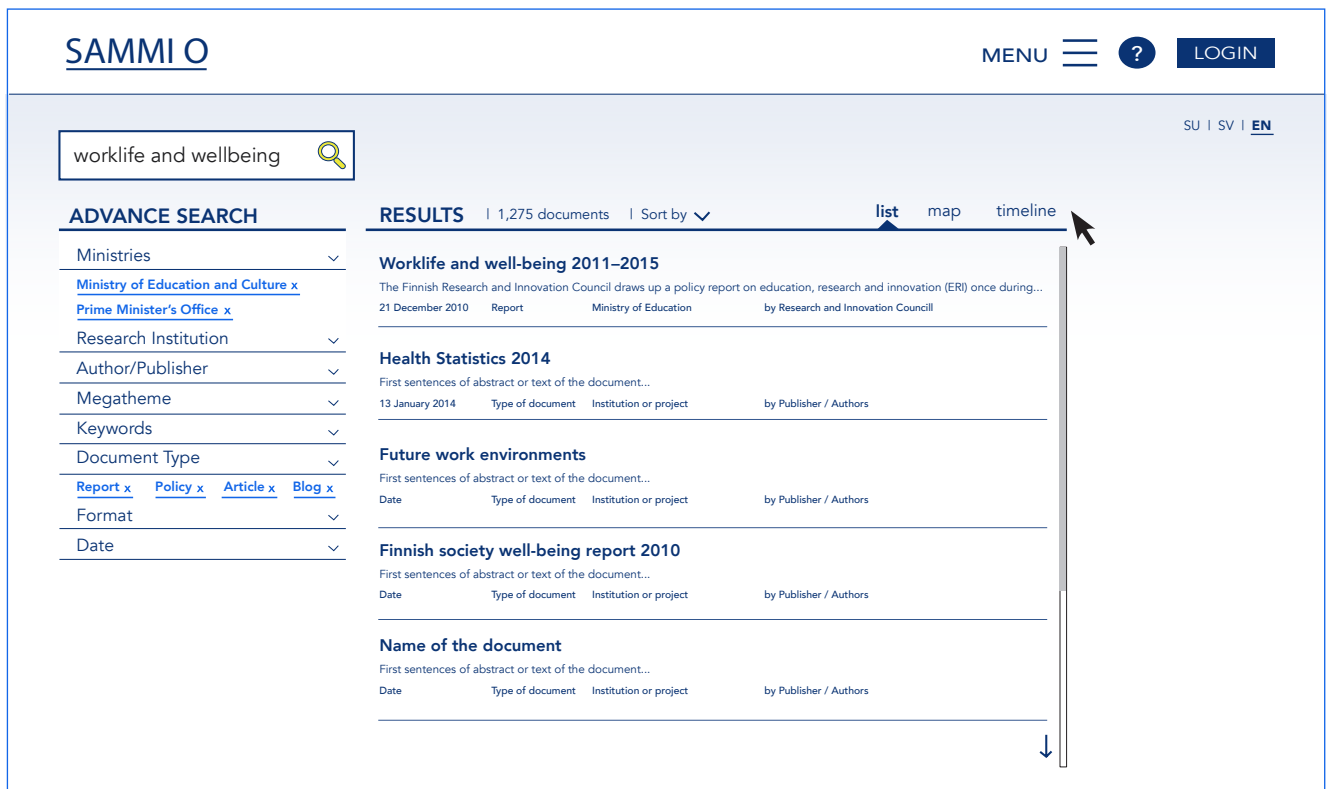 SAMMI O
MENU
?
LOGIN
SU | SV | EN
worklife and wellbeing
ADVANCE SEARCH
Ministries
Ministry of Education and Culture x
Prime Minister's Office x
Research Institution
Author/Publisher
Megatheme
Keywords
Document Type
Report x Policy x Article x Blog x
Format
Date
RESULTS | 1,275 documents | Sort by
list map timeline
Worklife and well-being 2011–2015
The Finnish Research and Innovation Council draws up a policy report on education, research and innovation (ERI) once during...
21 December 2010 Report Ministry of Education by Research and Innovation Councill
Health Statistics 2014
First sentences of abstract or text of the document...
13 January 2014 Type of document Institution or project by Publisher / Authors
Future work environments
First sentences of abstract or text of the document...
Date Type of document Institution or project by Publisher / Authors
Finnish society well-being report 2010
First sentences of abstract or text of the document...
Date Type of document Institution or project by Publisher / Authors
Name of the document
First sentences of abstract or text of the document...
Date Type of document Institution or project by Publisher / Authors